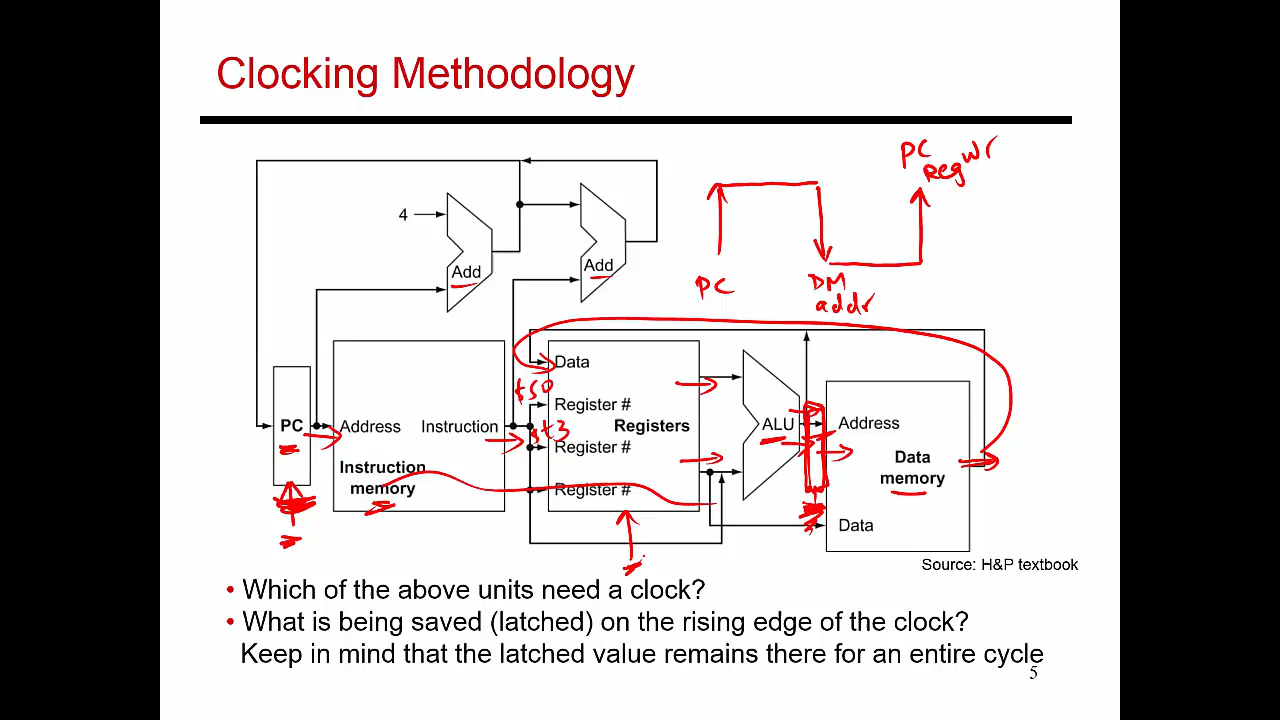 Clocking Methodology
PC
Reg Wr
4
Add
Add
PC
DM
addr
Data
$s0
Register #
PC
Address
Instruction
$t3
Registers
ALU
Address
Register #
Instruction
memory
Data
memory
Register #
Data
Source: H&P textbook
• Which of the above units need a clock?
• What is being saved (latched) on the rising edge of the clock?
Keep in mind that the latched value remains there for an entire cycle
5